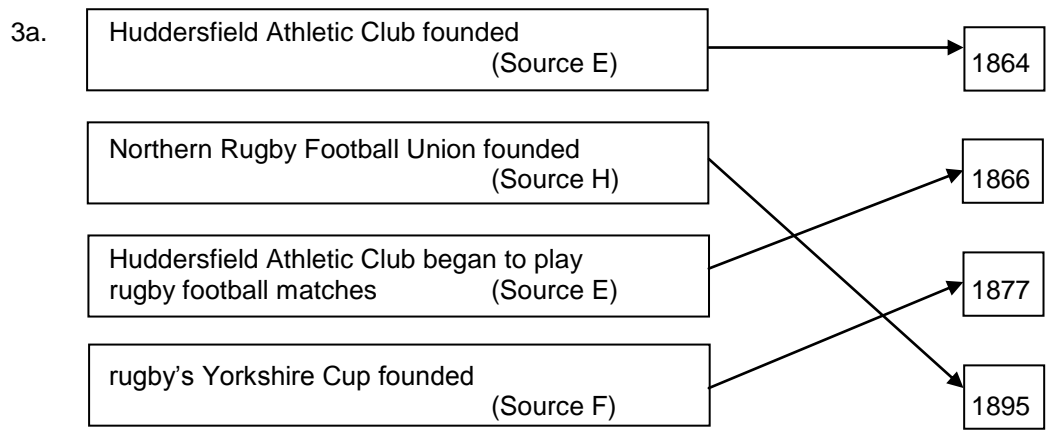 3a.
Huddersfield Athletic Club founded
(Source E)
1864
Northern Rugby Football Union founded
(Source H)
1866
Huddersfield Athletic Club began to play
rugby football matches (Source E)
1877
rugby's Yorkshire Cup founded
(Source F)
1895